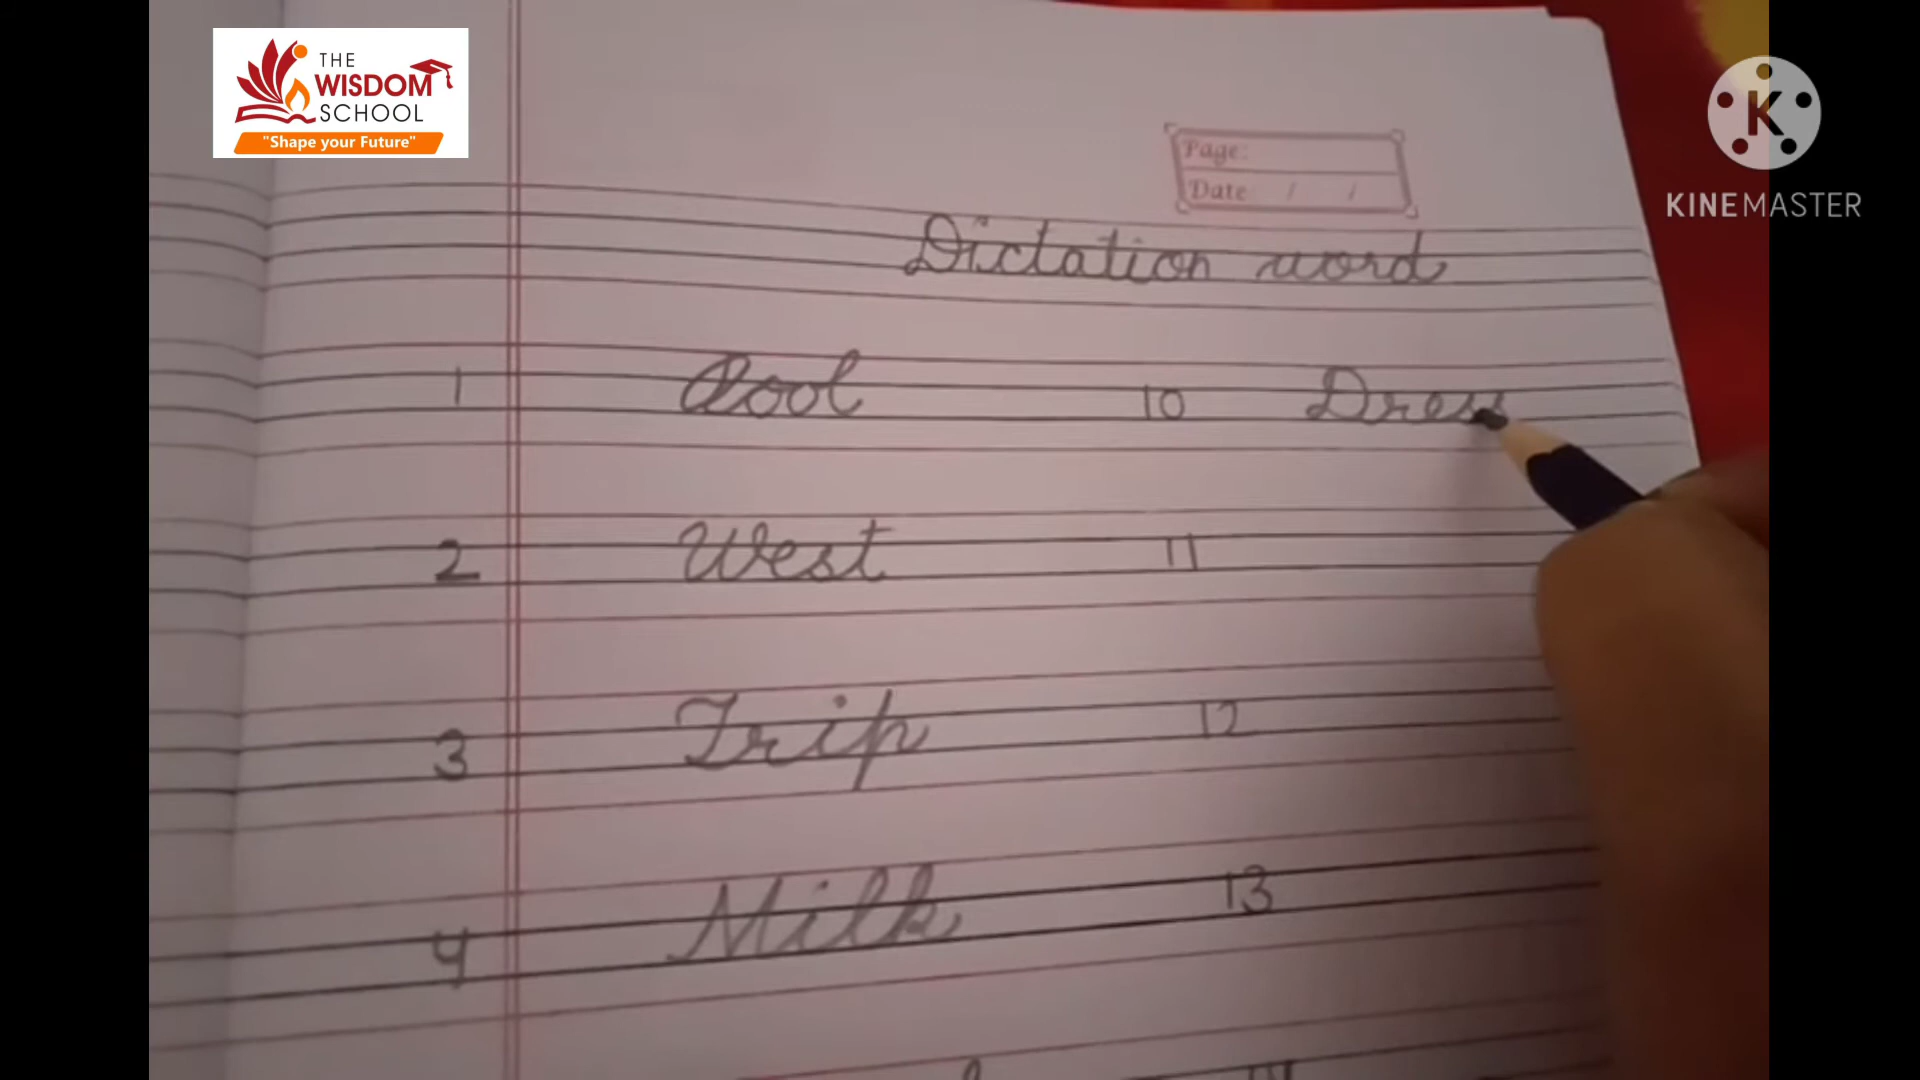 THE
WISDOM
SCHOOL
"Shape your Future"
KINEMASTER
Page:
Date / /
Dictation word
1 Cool 10 Dress
2 West 11
3 Trip 12
4 Milk 13